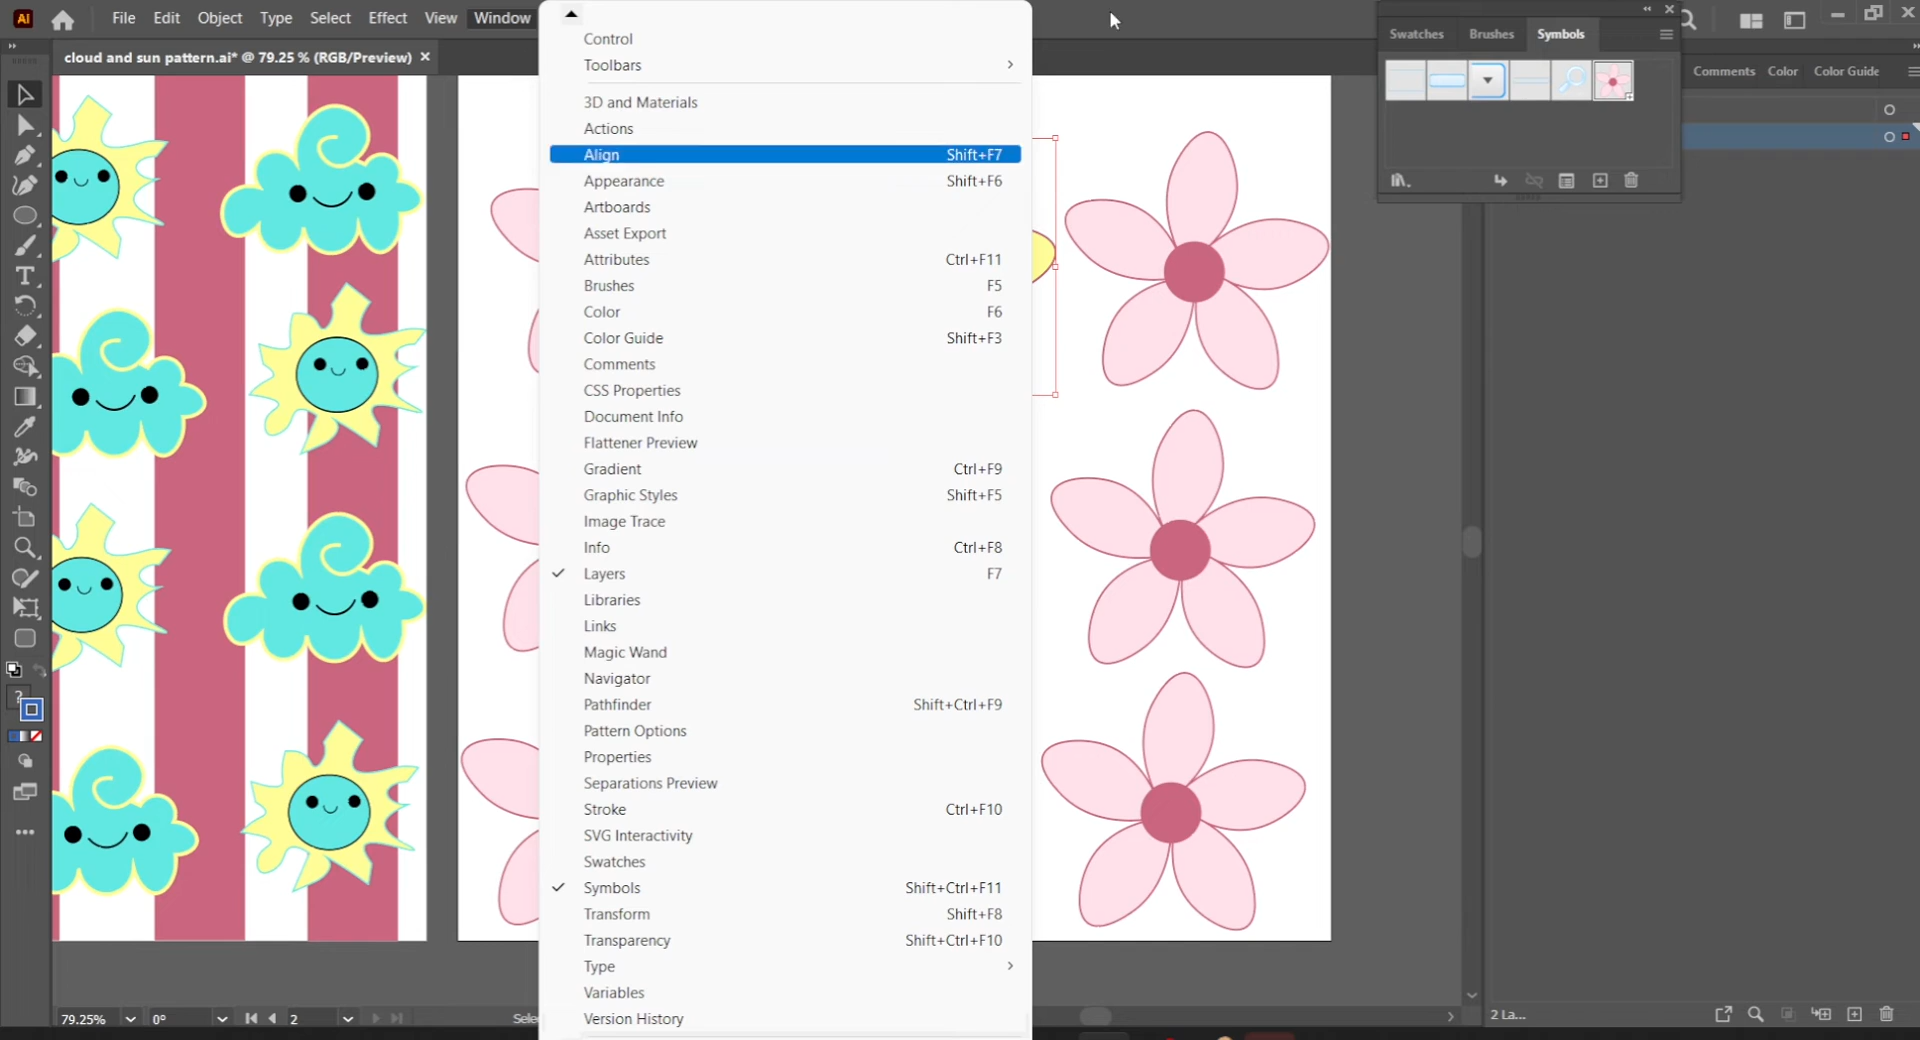 Ai File Edit Object Type Select Effect View Window
cloud and sun pattern.ai* @ 79.25 % (RGB/Preview) ×
Control
Toolbars
3D and Materials
Actions
Align Shift+F7
Appearance Shift+F6
Artboards
Asset Export
Attributes Ctrl+F11
Brushes F5
Color F6
Color Guide Shift+F3
Comments
CSS Properties
Document Info
Flattener Preview
Gradient Ctrl+F9
Graphic Styles Shift+F5
Image Trace
Info Ctrl+F8
Layers F7
Libraries
Links
Magic Wand
Navigator
Pathfinder Shift+Ctrl+F9
Pattern Options
Properties
Separations Preview
Stroke Ctrl+F10
SVG Interactivity
Swatches
Symbols Shift+Ctrl+F11
Transform Shift+F8
Transparency Shift+Ctrl+F10
Type
Variables
Version History
Swatches Brushes Symbols
Comments Color Color Guide
79.25% 0° 2 Selec
2 La...